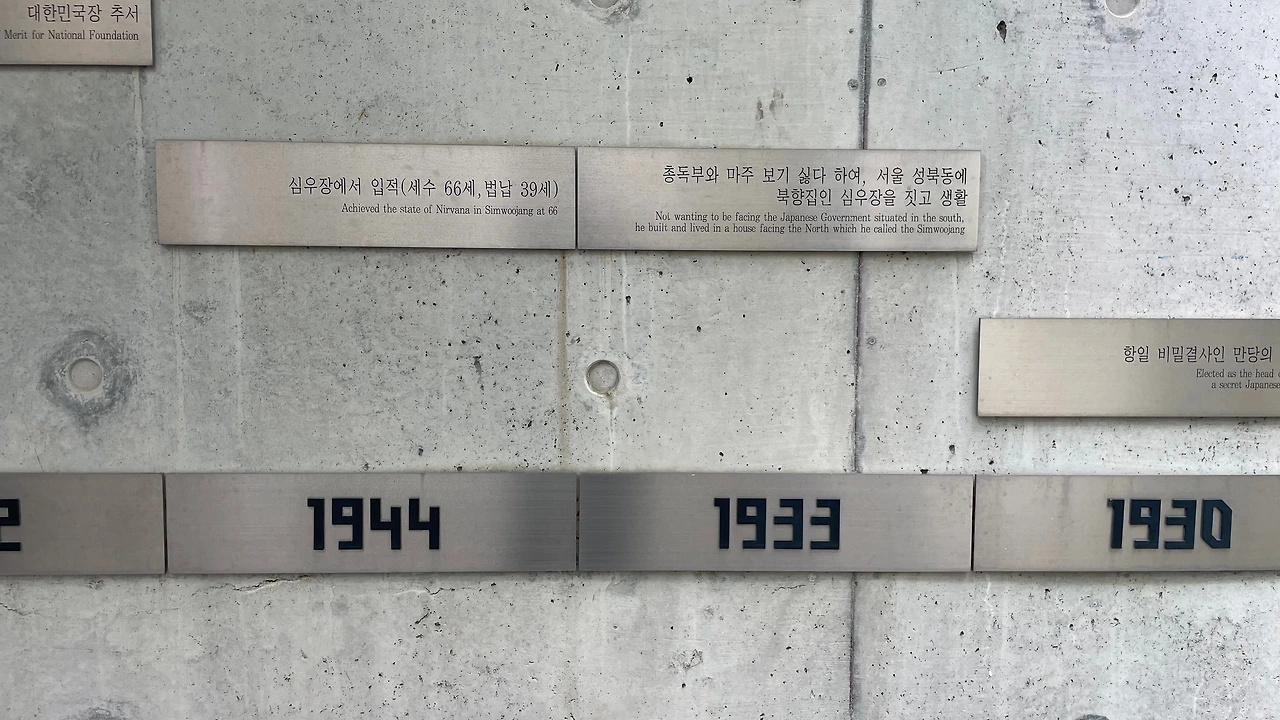 대한민국장 추서
Merit for National Foundation
심우장에서 입적(세수 66세,법랍 39세)
Achieved the state of Nirvana in Simwoojang at 66
총독부와 마주 보기 싫다 하여, 서울 성북동에
북향집인 심우장을 짓고 생활
Not wanting to be facing the Japanese Government situated in the south,
he built and lived in a house facing the North which he called the Simwoojang
항일 비밀결사인 만당의
Elected as the head
a secret Japanese
2
1944
1933
1930